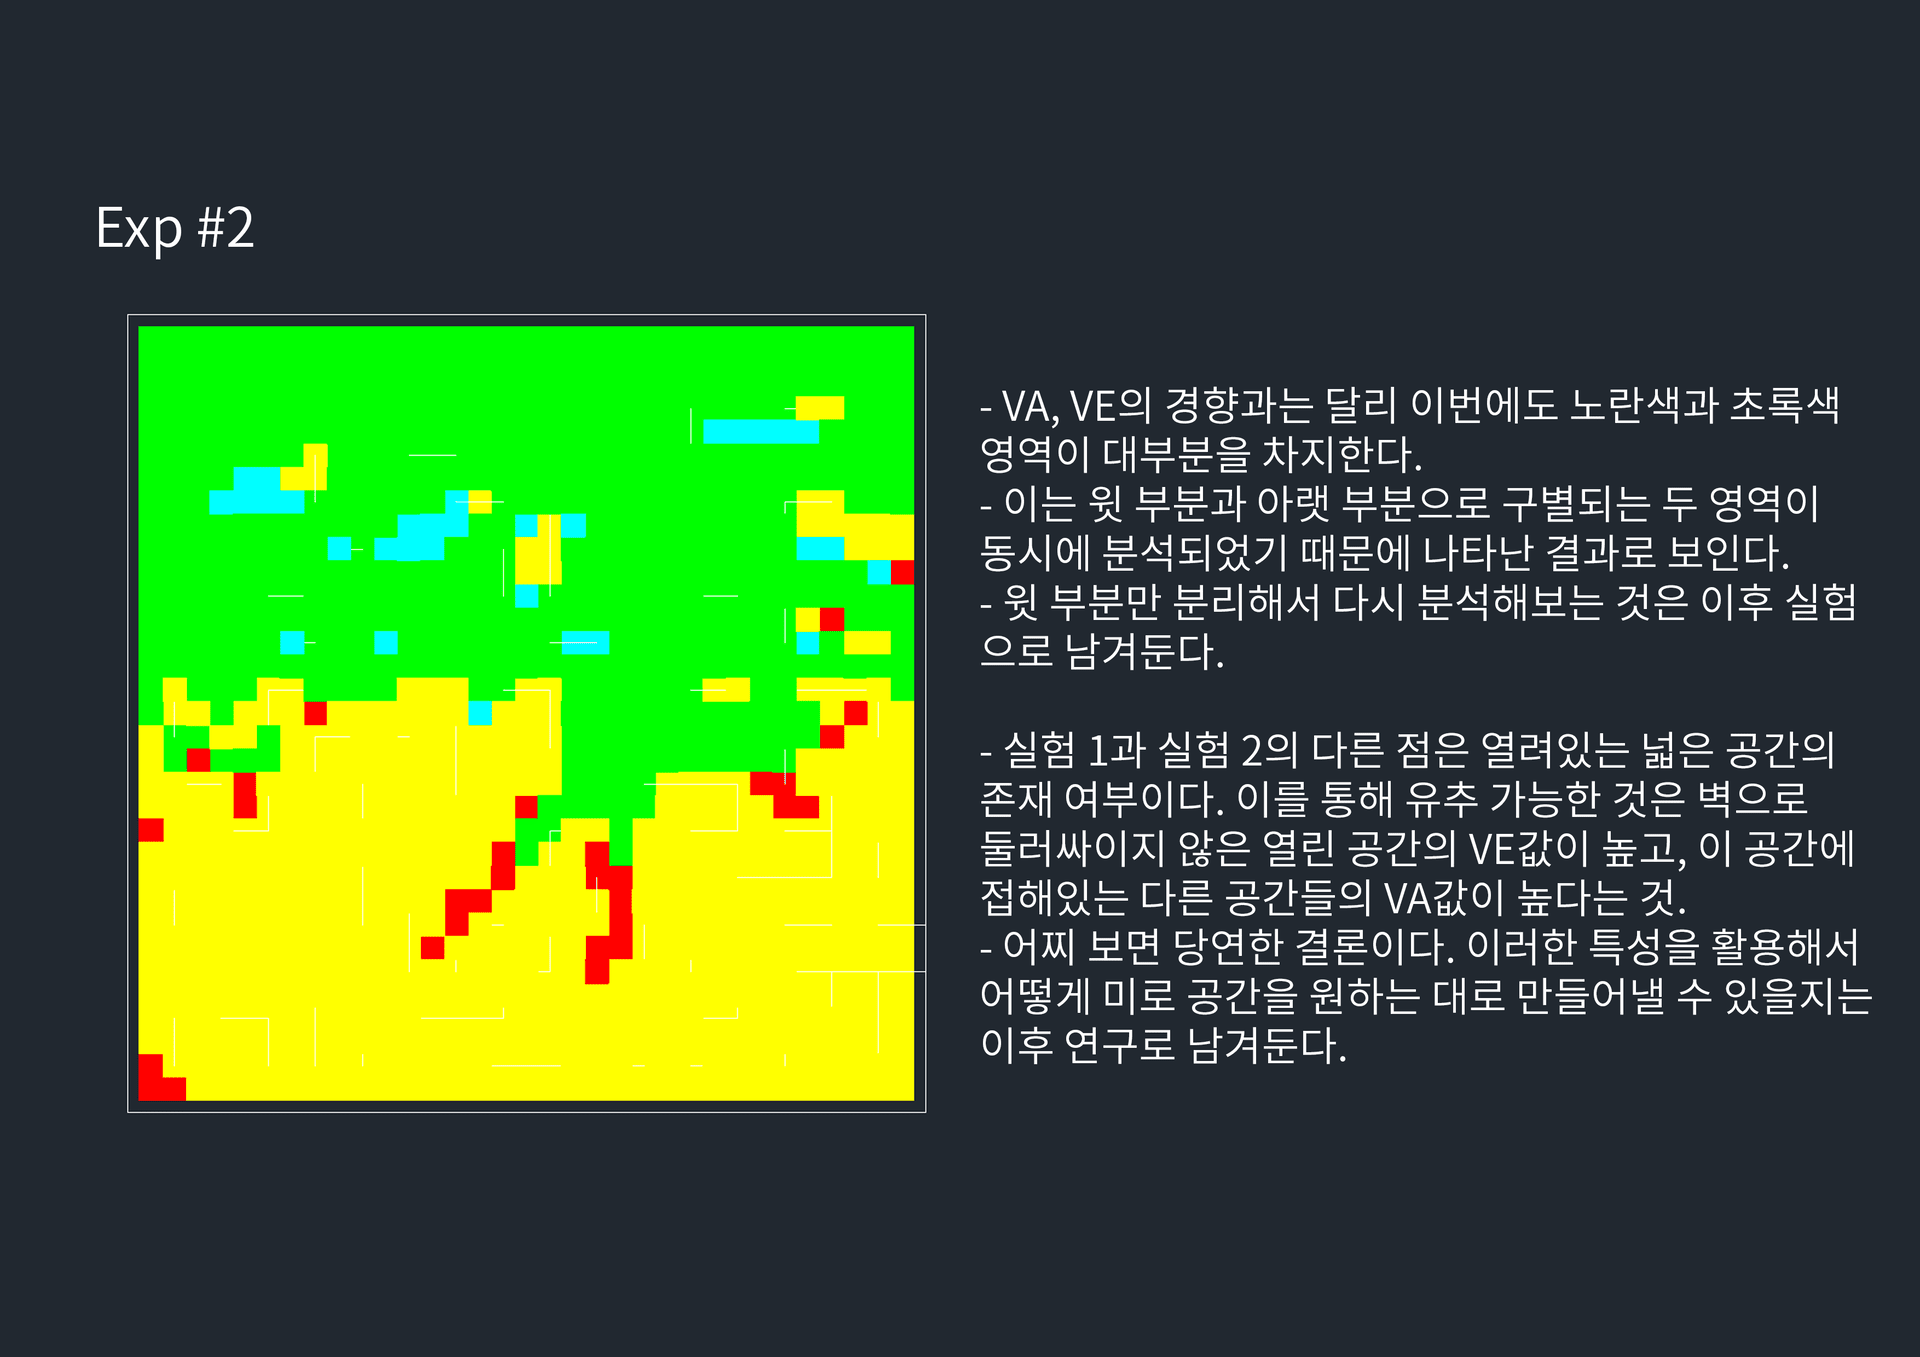 Exp #2
- VA, VE의 경향과는 달리 이번에도 노란색과 초록색
영역이 대부분을 차지한다.
- 이는 윗 부분과 아랫 부분으로 구별되는 두 영역이
동시에 분석되었기 때문에 나타난 결과로 보인다.
- 윗 부분만 분리해서 다시 분석해보는 것은 이후 실험
으로 남겨둔다.
- 실험 1과 실험 2의 다른 점은 열려있는 넓은 공간의
존재 여부이다. 이를 통해 유추 가능한 것은 벽으로
둘러싸이지 않은 열린 공간의 VE값이 높고, 이 공간에
접해있는 다른 공간들의 VA값이 높다는 것.
- 어찌 보면 당연한 결론이다. 이러한 특성을 활용해서
어떻게 미로 공간을 원하는 대로 만들어낼 수 있을지는
이후 연구로 남겨둔다.